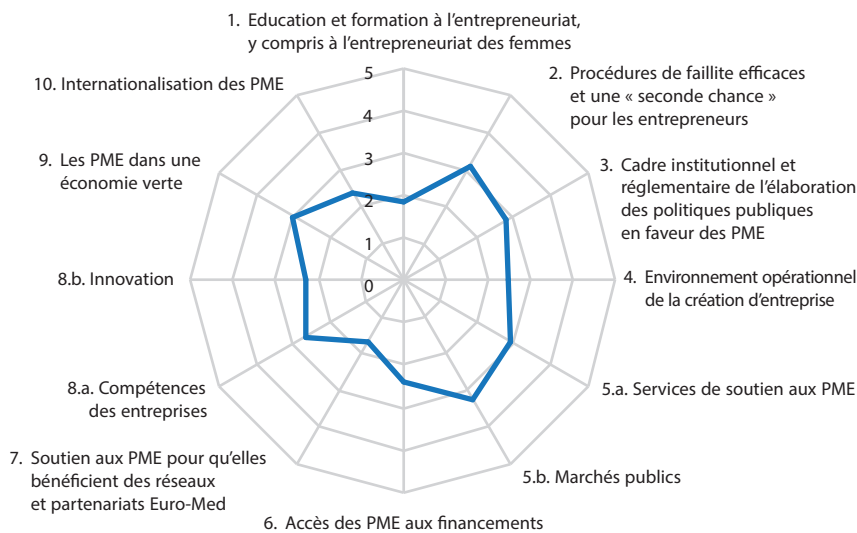 1. Education et formation à l'entrepreneuriat,
y compris à l'entrepreneuriat des femmes
2. Procédures de faillite efficaces
et une « seconde chance »
pour les entrepreneurs
3. Cadre institutionnel et
réglementaire de l'élaboration
des politiques publiques
en faveur des PME
4. Environnement opérationnel
de la création d'entreprise
5.a. Services de soutien aux PME
5.b. Marchés publics
6. Accès des PME aux financements
7. Soutien aux PME pour qu'elles
bénéficient des réseaux
et partenariats Euro-Med
8.a. Compétences
des entreprises
8.b. Innovation
9. Les PME dans une
économie verte
10. Internationalisation des PME
5
4
3
2
1
0